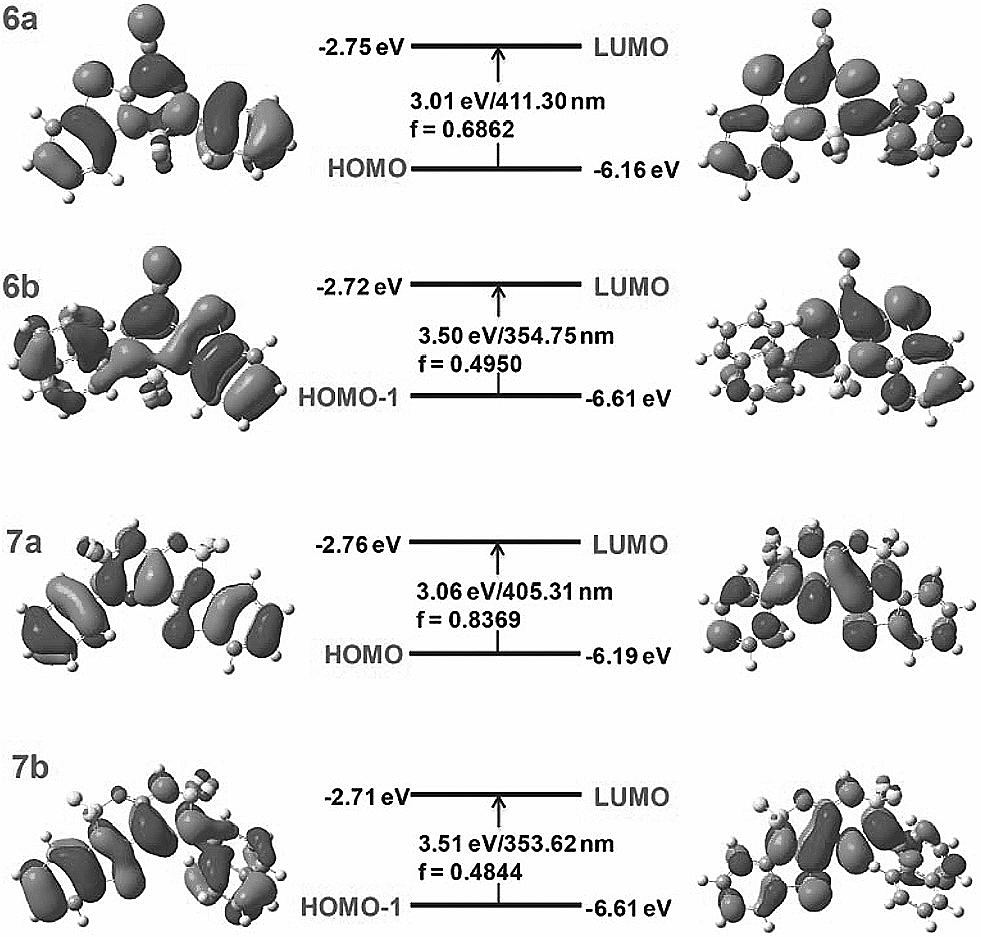 6a
-2.75 eV LUMO
3.01 eV/411.30 nm
f = 0.6862
HOMO -6.16 eV
6b
-2.72 eV LUMO
3.50 eV/354.75 nm
f = 0.4950
HOMO-1 -6.61 eV
7a
-2.76 eV LUMO
3.06 eV/405.31 nm
f = 0.8369
HOMO -6.19 eV
7b
-2.71 eV LUMO
3.51 eV/353.62 nm
f = 0.4844
HOMO-1 -6.61 eV